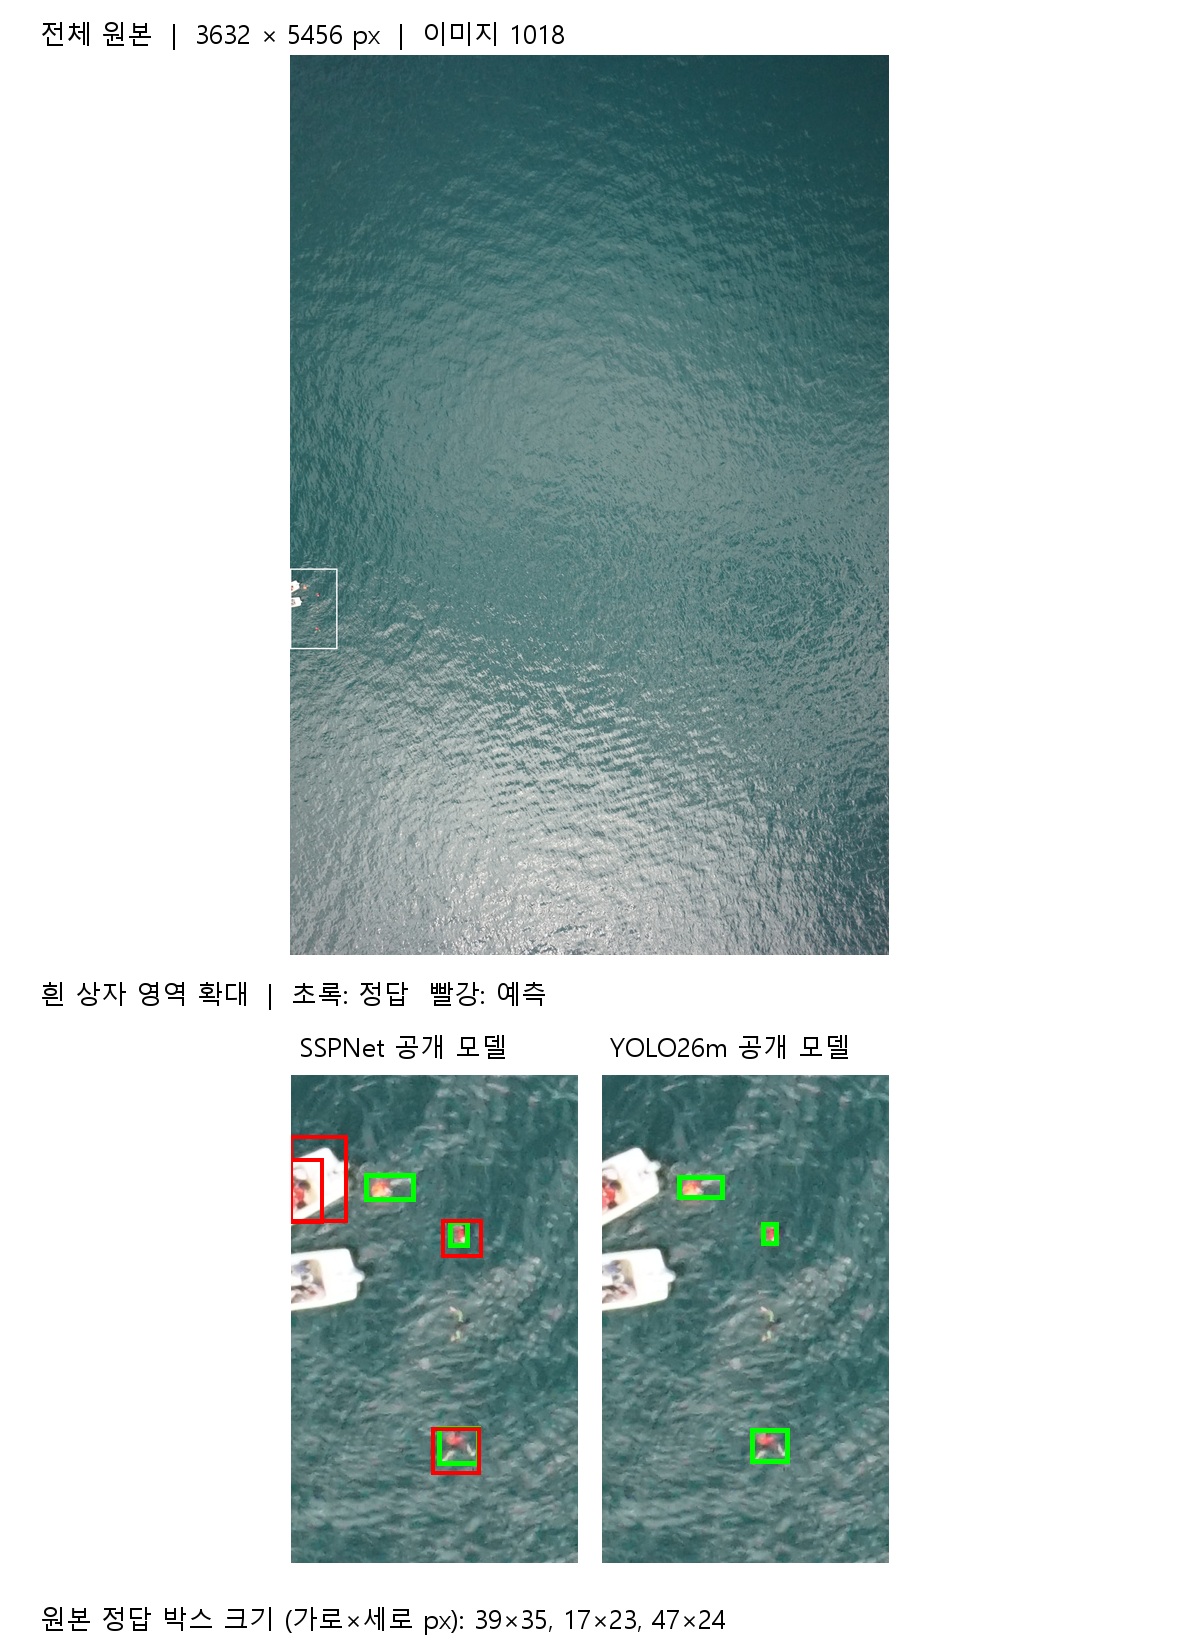 전체 원본 | 3632 × 5456 px | 이미지 1018
흰 상자 영역 확대 | 초록: 정답 빨강: 예측
SSPNet 공개 모델
YOLO26m 공개 모델
원본 정답 박스 크기 (가로×세로 px): 39×35, 17×23, 47×24